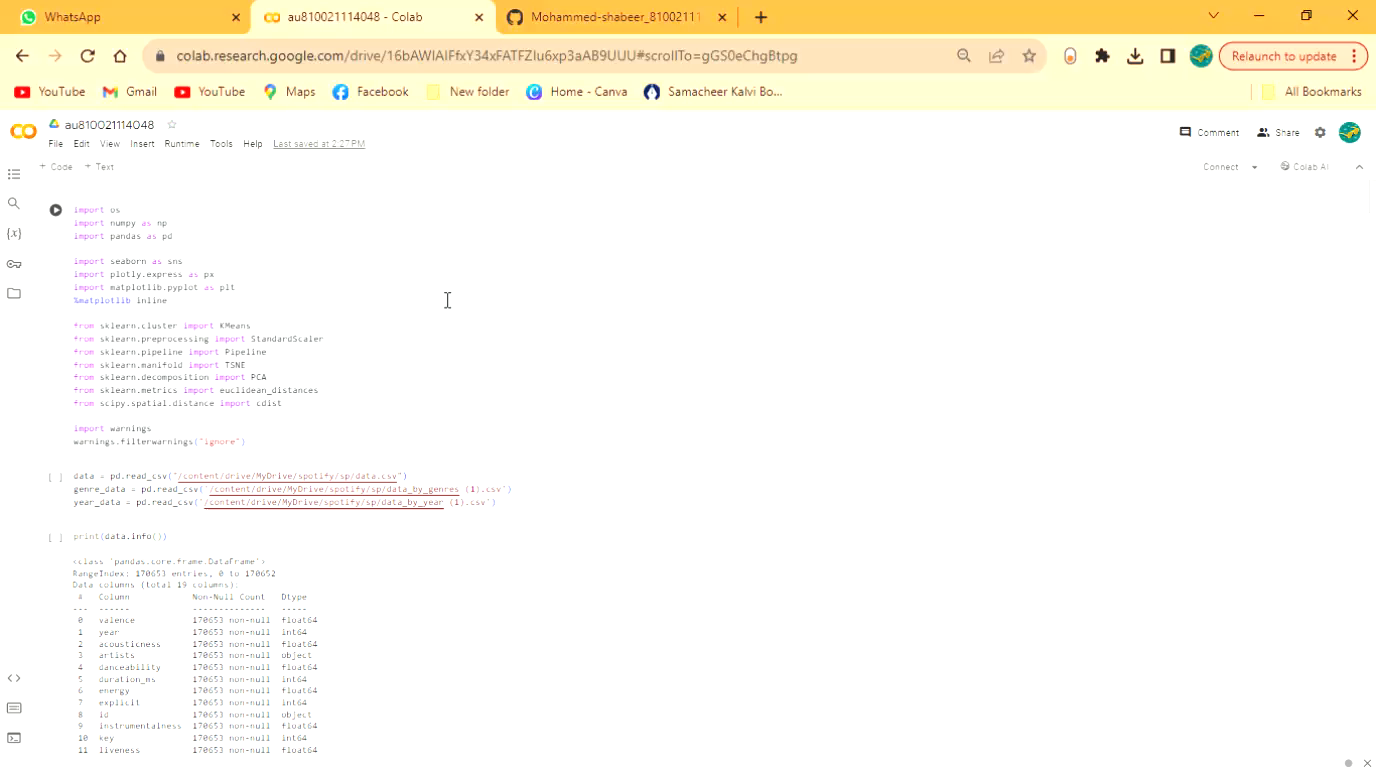 WhatsApp
au810021114048 - Colab
Mohammed-shabeer_81002111
colab.research.google.com/drive/16bAWIAIFfxY34xFATFZIu6xp3aAB9UUU#scrollTo=gGS0eChgBtpg
Relaunch to update
YouTube
Gmail
YouTube
Maps
Facebook
New folder
Home - Canva
Samacheer Kalvi Bo...
All Bookmarks
au810021114048
Comment
Share
File Edit View Insert Runtime Tools Help Last saved at 2:27 PM
+ Code + Text
Connect
Colab AI
import os
import numpy as np
import pandas as pd
import seaborn as sns
import plotly.express as px
import matplotlib.pyplot as plt
%matplotlib inline
from sklearn.cluster import KMeans
from sklearn.preprocessing import StandardScaler
from sklearn.pipeline import Pipeline
from sklearn.manifold import TSNE
from sklearn.decomposition import PCA
from sklearn.metrics import euclidean_distances
from scipy.spatial.distance import cdist
import warnings
warnings.filterwarnings("ignore")
[ ] data = pd.read_csv("/content/drive/MyDrive/spotify/sp/data.csv")
genre_data = pd.read_csv('/content/drive/MyDrive/spotify/sp/data_by_genres (1).csv')
year_data = pd.read_csv('/content/drive/MyDrive/spotify/sp/data_by_year (1).csv')
[ ] print(data.info())
<class 'pandas.core.frame.DataFrame'>
RangeIndex: 170653 entries, 0 to 170652
Data columns (total 19 columns):
# Column Non-Null Count Dtype
--- ------ -------------- -----
0 valence 170653 non-null float64
1 year 170653 non-null int64
2 acousticness 170653 non-null float64
3 artists 170653 non-null object
4 danceability 170653 non-null float64
5 duration_ms 170653 non-null int64
6 energy 170653 non-null float64
7 explicit 170653 non-null int64
8 id 170653 non-null object
9 instrumentalness 170653 non-null float64
10 key 170653 non-null int64
11 liveness 170653 non-null float64